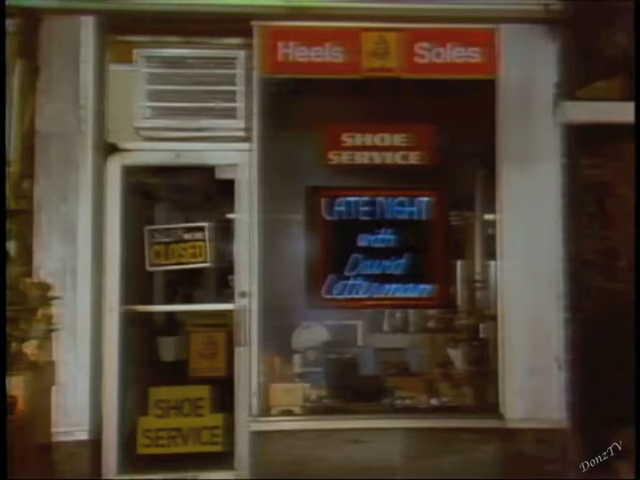 Heels Soles
SHOE
SERVICE
LATE NIGHT
with
David
Letterman
CLOSED
SHOE
SERVICE
DonzTV